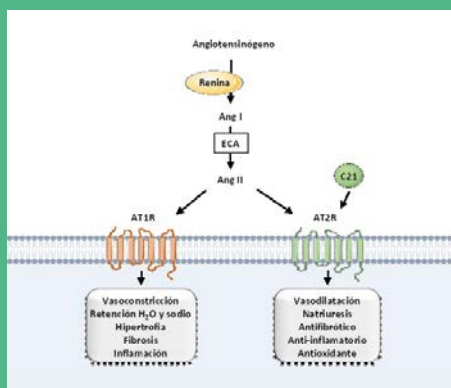 Angiotensinógeno
Renina
Ang I
ECA
Ang II
C21
AT1R
AT2R
Vasoconstricción
Retención H₂O y sodio
Hipertrofia
Fibrosis
Inflamación
Vasodilatación
Natriuresis
Antifibrótico
Anti-inflamatorio
Antioxidante